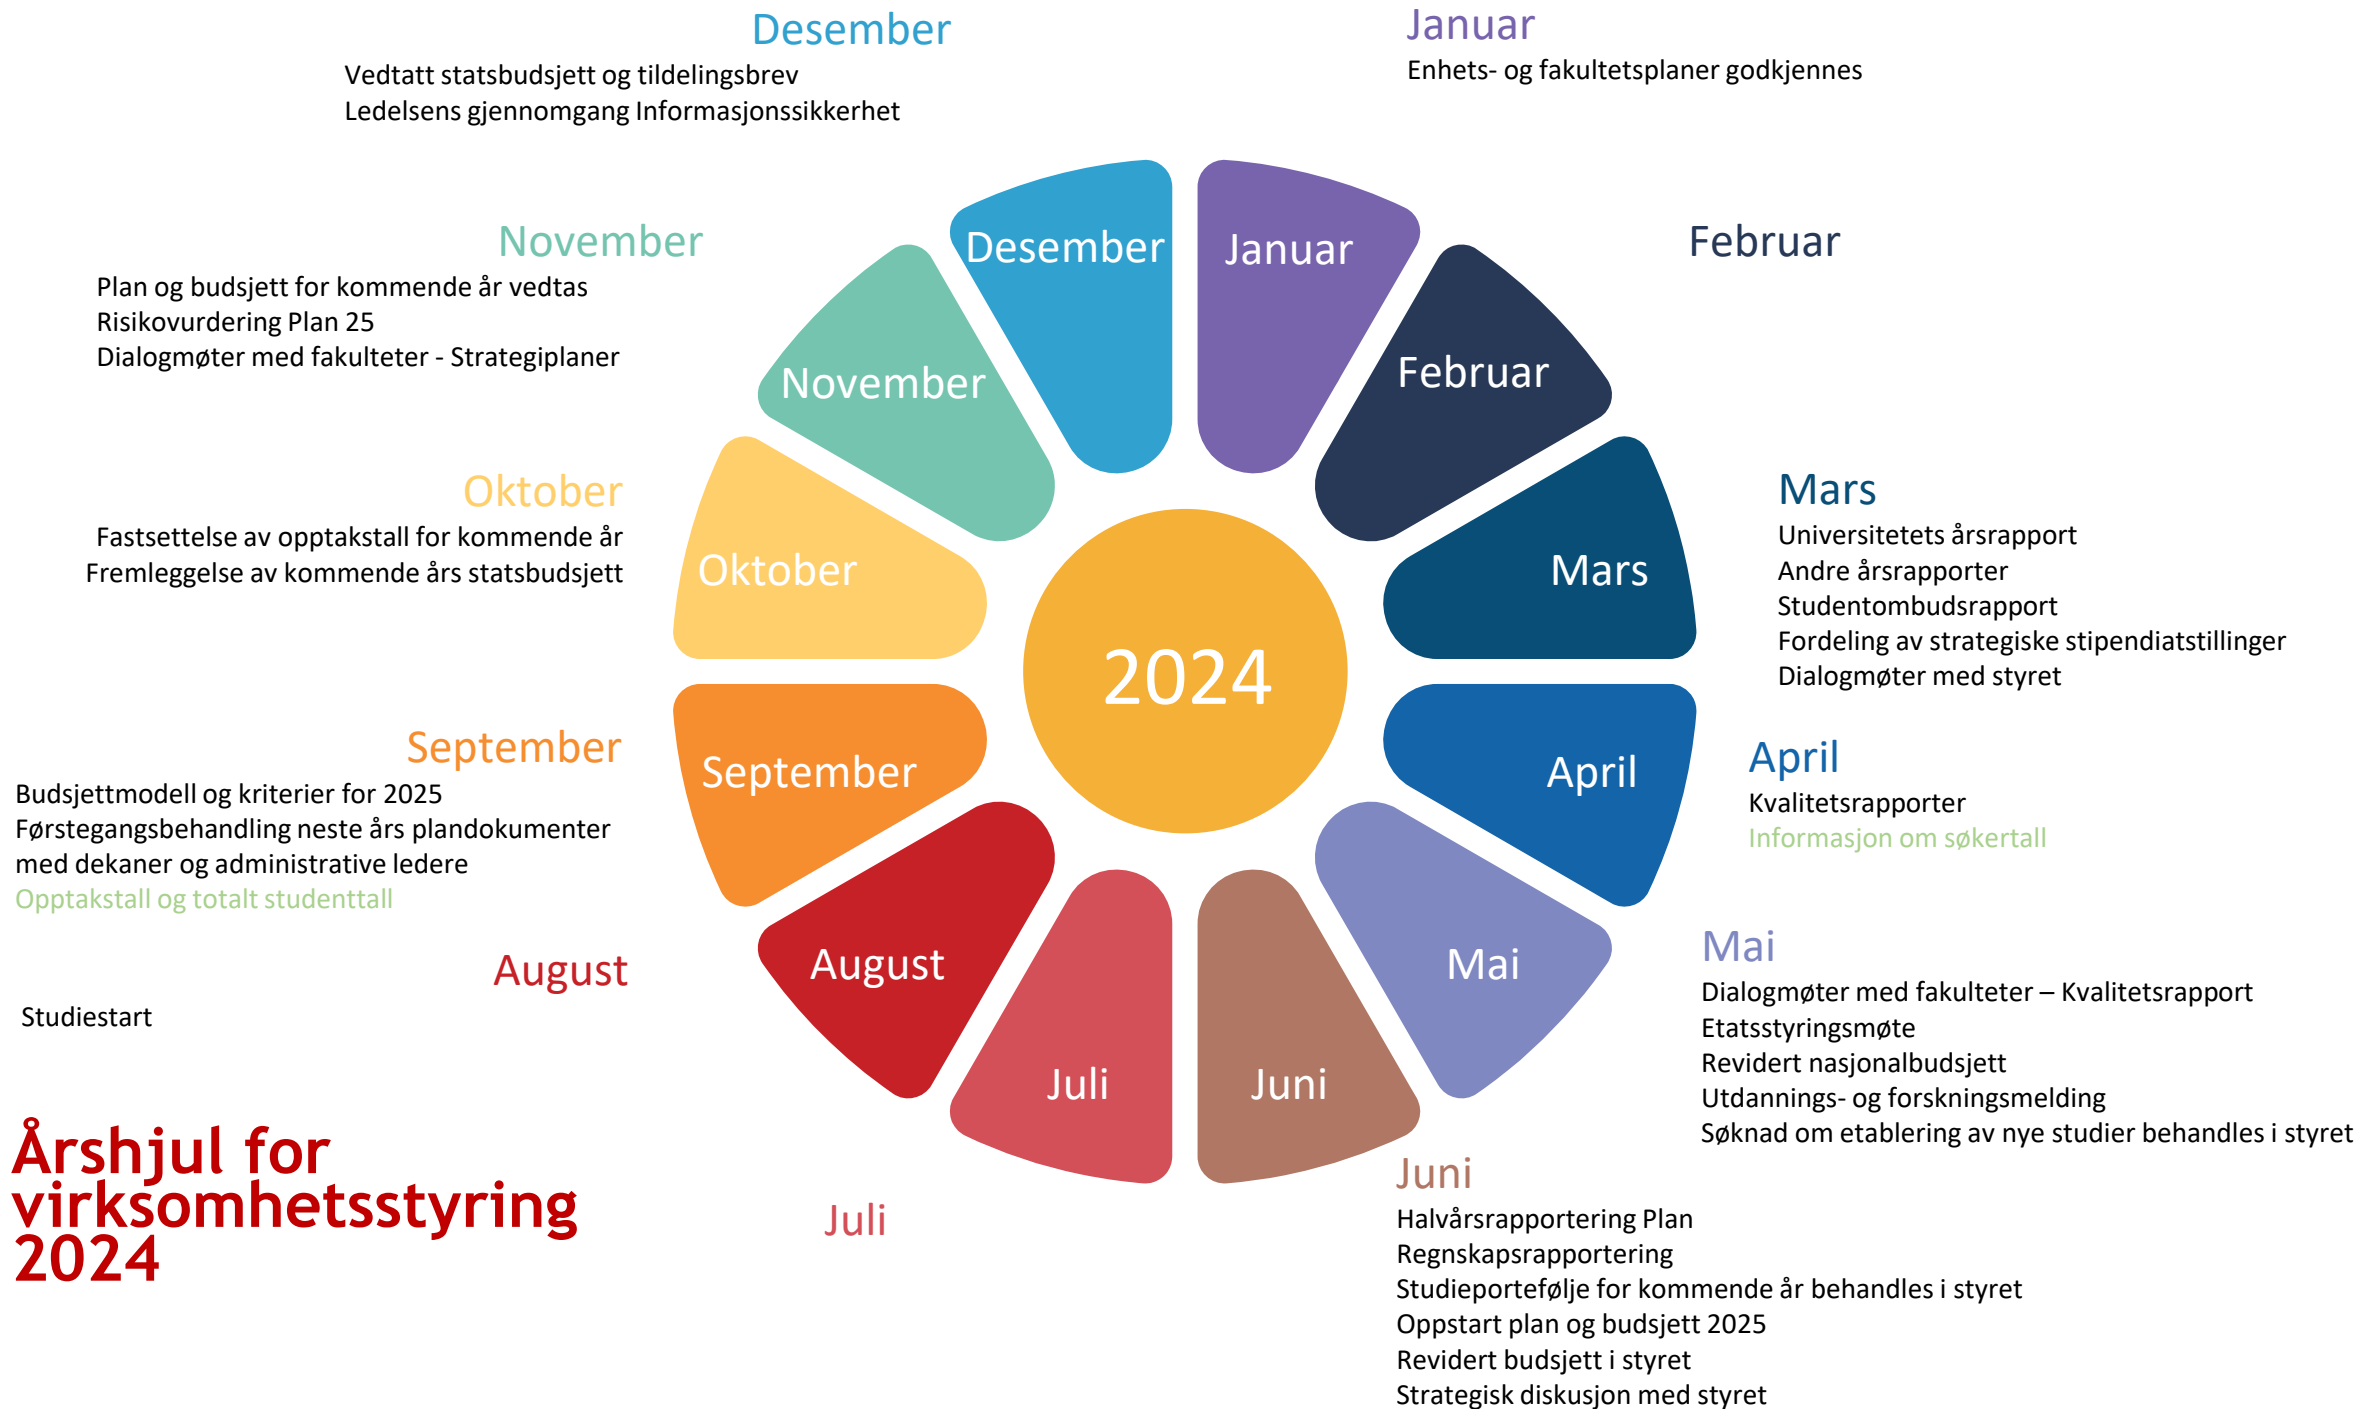 Desember
Vedtatt statsbudsjett og tildelingsbrev
Ledelsens gjennomgang Informasjonssikkerhet
Januar
Enhets- og fakultetsplaner godkjennes
November
Plan og budsjett for kommende år vedtas
Risikovurdering Plan 25
Dialogmøter med fakulteter - Strategiplaner
Februar
Oktober
Fastsettelse av opptakstall for kommende år
Fremleggelse av kommende års statsbudsjett
Mars
Universitetets årsrapport
Andre årsrapporter
Studentombudsrapport
Fordeling av strategiske stipendiatstillinger
Dialogmøter med styret
September
Budsjettmodell og kriterier for 2025
Førstegangsbehandling neste års plandokumenter
med dekaner og administrative ledere
Opptakstall og totalt studenttall
April
Kvalitetsrapporter
Informasjon om søkertall
August
Studiestart
Mai
Dialogmøter med fakulteter – Kvalitetsrapport
Etatsstyringsmøte
Revidert nasjonalbudsjett
Utdannings- og forskningsmelding
Søknad om etablering av nye studier behandles i styret
Juli
Juni
Halvårsrapportering Plan
Regnskapsrapportering
Studieportefølje for kommende år behandles i styret
Oppstart plan og budsjett 2025
Revidert budsjett i styret
Strategisk diskusjon med styret
Desember
Januar
Februar
Mars
April
Mai
Juni
Juli
August
September
Oktober
November
2024
Årshjul for
virksomhetsstyring
2024